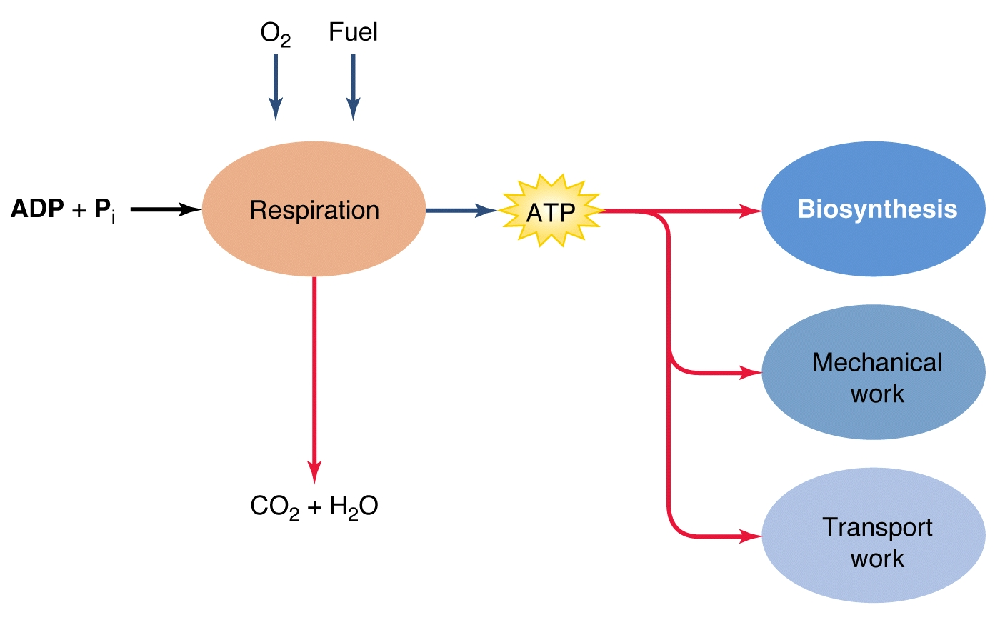 O₂ Fuel
ADP + Pᵢ
Respiration
ATP
Biosynthesis
Mechanical
work
CO₂ + H₂O
Transport
work